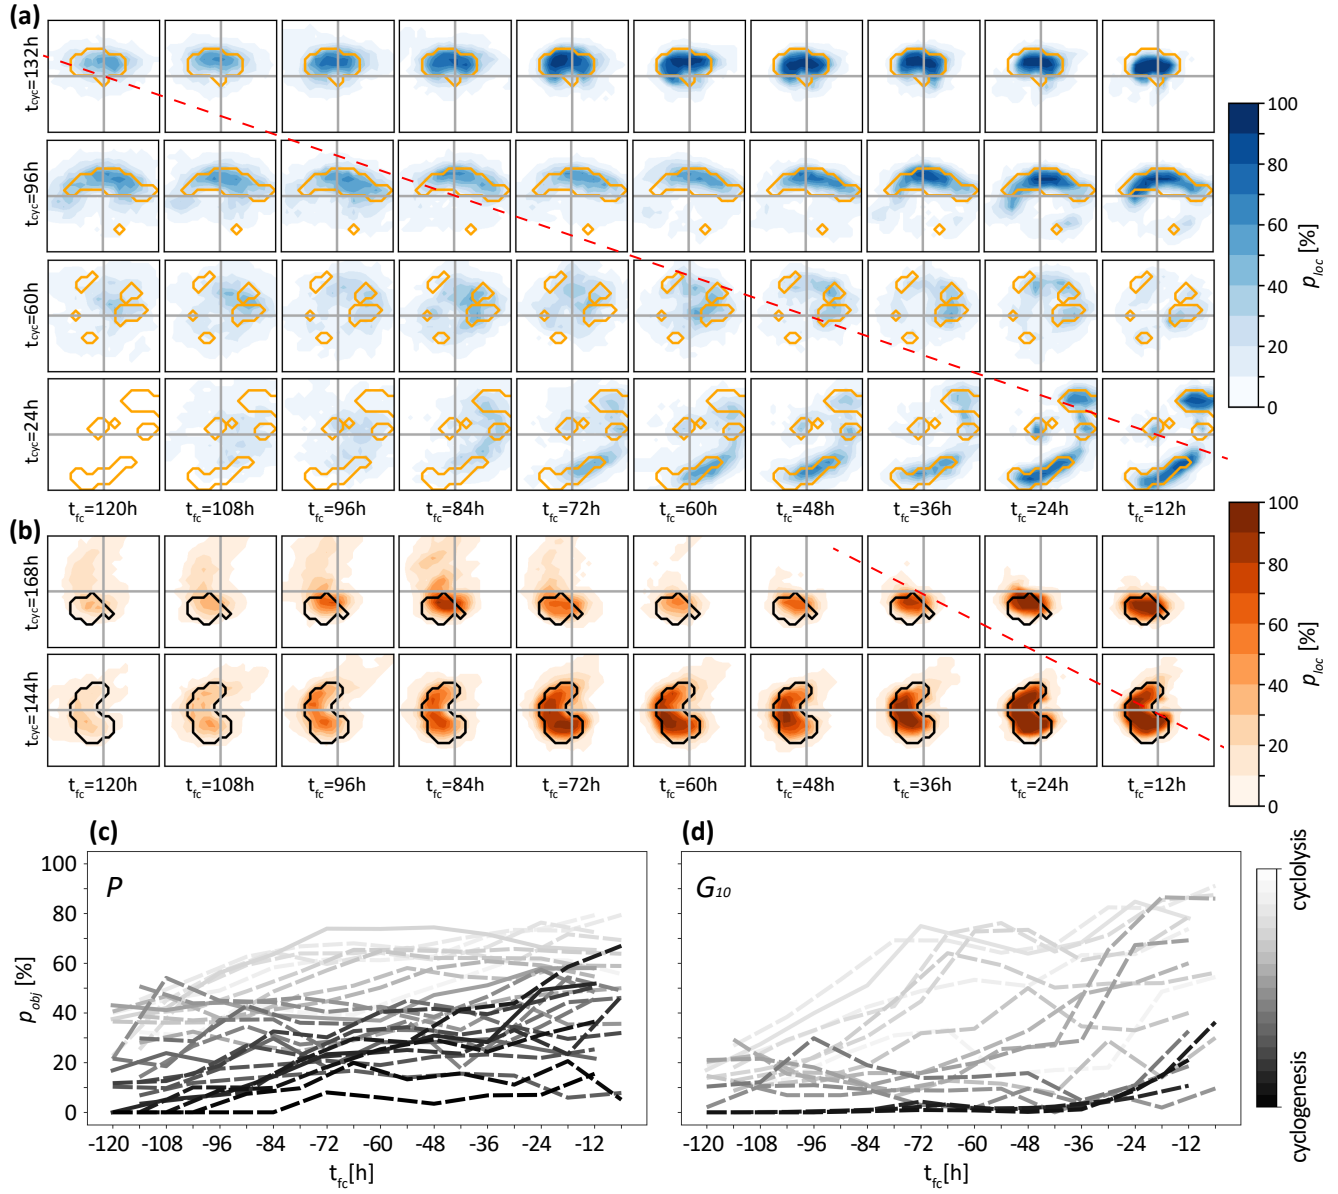 (a)
t_cyc=132h
t_cyc=96h
t_cyc=60h
t_cyc=24h
t_fc=120h t_fc=108h t_fc=96h t_fc=84h t_fc=72h t_fc=60h t_fc=48h t_fc=36h t_fc=24h t_fc=12h
100
80
60
40
20
0
p_loc [%]
(b)
t_cyc=168h
t_cyc=144h
t_fc=120h t_fc=108h t_fc=96h t_fc=84h t_fc=72h t_fc=60h t_fc=48h t_fc=36h t_fc=24h t_fc=12h
100
80
60
40
20
0
p_loc [%]
(c)
P
100
80
60
40
20
0
p_obj [%]
-120 -108 -96 -84 -72 -60 -48 -36 -24 -12
t_fc[h]
(d)
G_10
-120 -108 -96 -84 -72 -60 -48 -36 -24 -12
t_fc[h]
cyclolysis
cyclogenesis